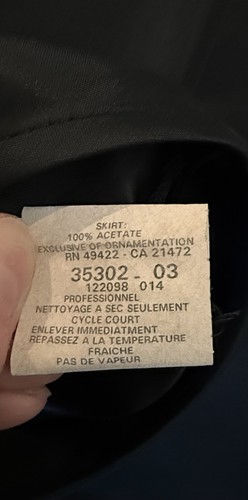 SKIRT:
100% ACETATE
EXCLUSIVE OF ORNAMENTATION
RN 49422 - CA 21472
35302 - 03
122098 014
PROFESSIONNEL
NETTOYAGE A SEC SEULEMENT
CYCLE COURT
ENLEVER IMMEDIATMENT
REPASSEZ A LA TEMPERATURE
FRAICHE
PAS DE VAPEUR